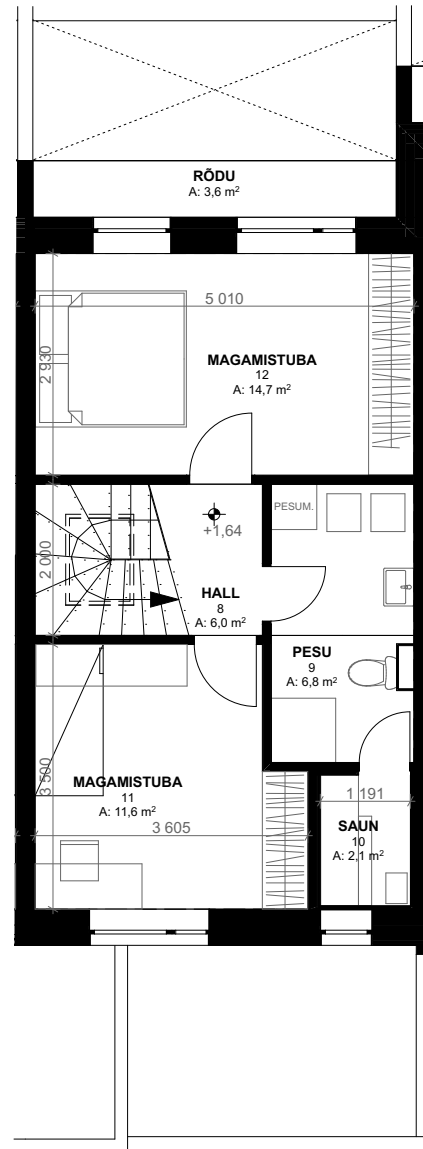 RÕDU
A: 3,6 m²
5 010
2 930
MAGAMISTUBA
12
A: 14,7 m²
PESUM.
+1,64
2 000
HALL
8
A: 6,0 m²
PESU
9
A: 6,8 m²
3 500
MAGAMISTUBA
11
A: 11,6 m²
3 605
1 191
SAUN
10
A: 2,1 m²